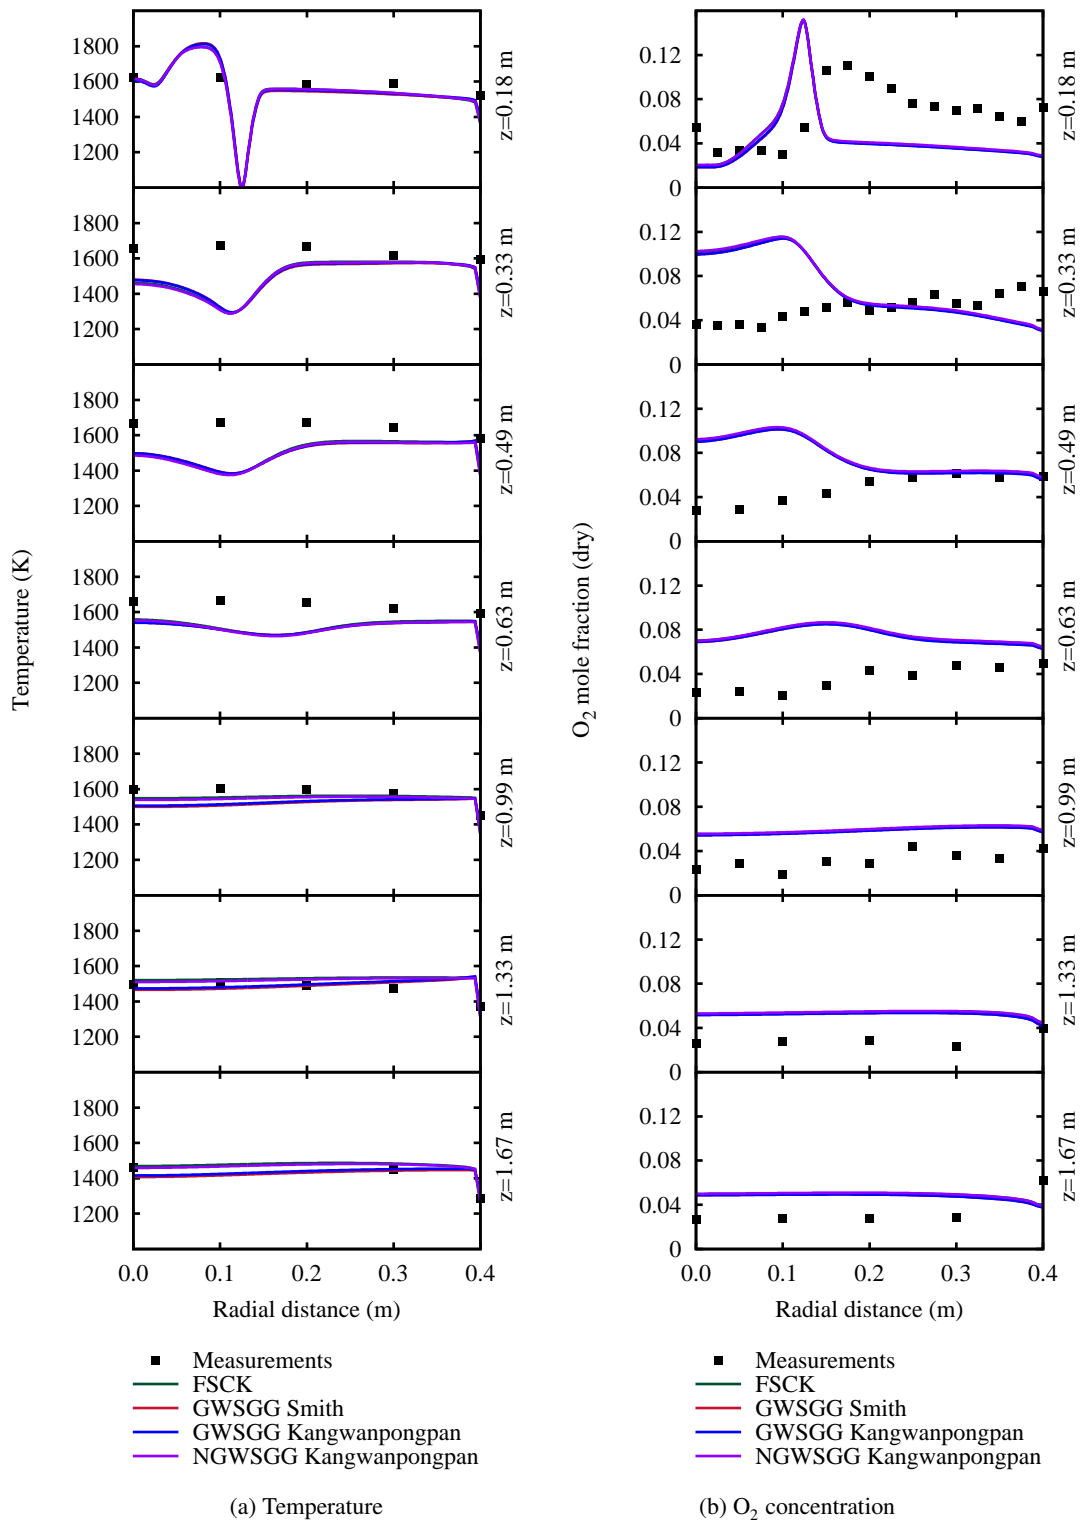 1800
1600
1400
1200
z=0.18 m
1800
1600
1400
1200
z=0.33 m
1800
1600
1400
1200
z=0.49 m
1800
1600
1400
1200
z=0.63 m
1800
1600
1400
1200
z=0.99 m
1800
1600
1400
1200
z=1.33 m
1800
1600
1400
1200
z=1.67 m
Temperature (K)
0.0 0.1 0.2 0.3 0.4
Radial distance (m)
Measurements
FSCK
GWSGG Smith
GWSGG Kangwanpongpan
NGWSGG Kangwanpongpan
(a) Temperature
0.12
0.08
0.04
0
z=0.18 m
0.12
0.08
0.04
0
z=0.33 m
0.12
0.08
0.04
0
z=0.49 m
0.12
0.08
0.04
0
z=0.63 m
0.12
0.08
0.04
0
z=0.99 m
0.12
0.08
0.04
0
z=1.33 m
0.12
0.08
0.04
0
z=1.67 m
O2 mole fraction (dry)
0.0 0.1 0.2 0.3 0.4
Radial distance (m)
Measurements
FSCK
GWSGG Smith
GWSGG Kangwanpongpan
NGWSGG Kangwanpongpan
(b) O2 concentration